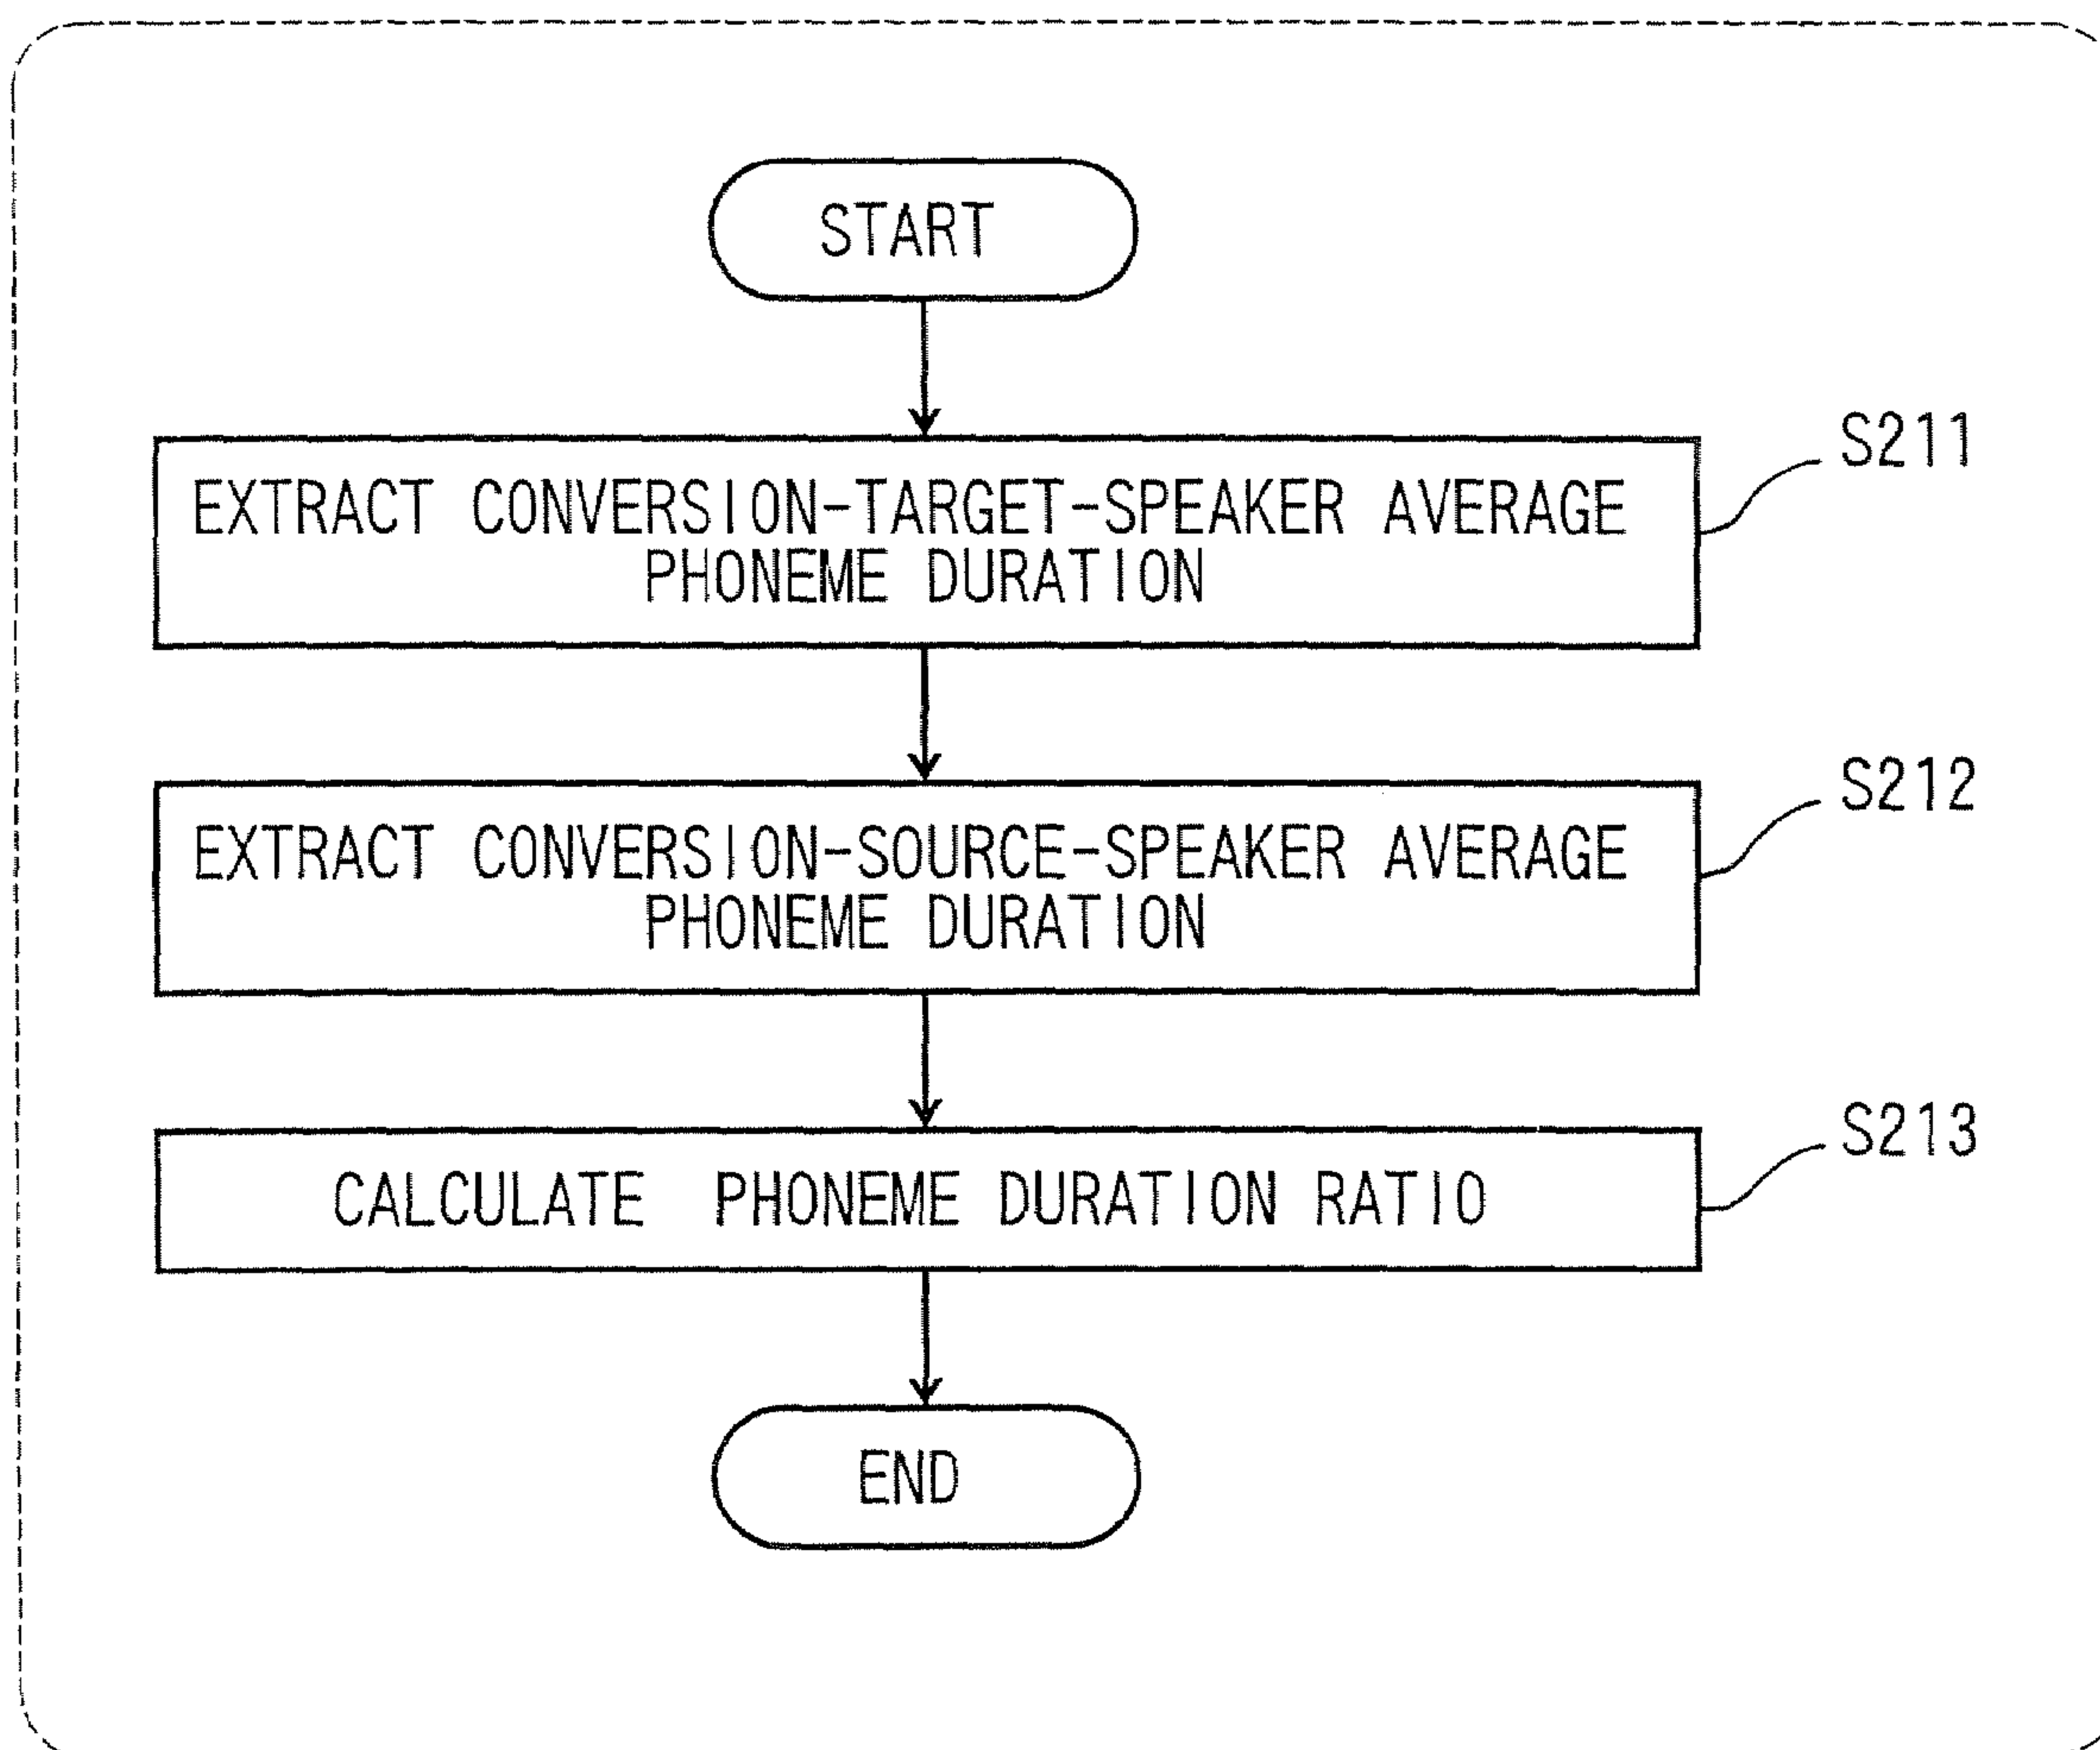 START
S211
EXTRACT CONVERSION-TARGET-SPEAKER AVERAGE
PHONEME DURATION
S212
EXTRACT CONVERSION-SOURCE-SPEAKER AVERAGE
PHONEME DURATION
S213
CALCULATE PHONEME DURATION RATIO
END